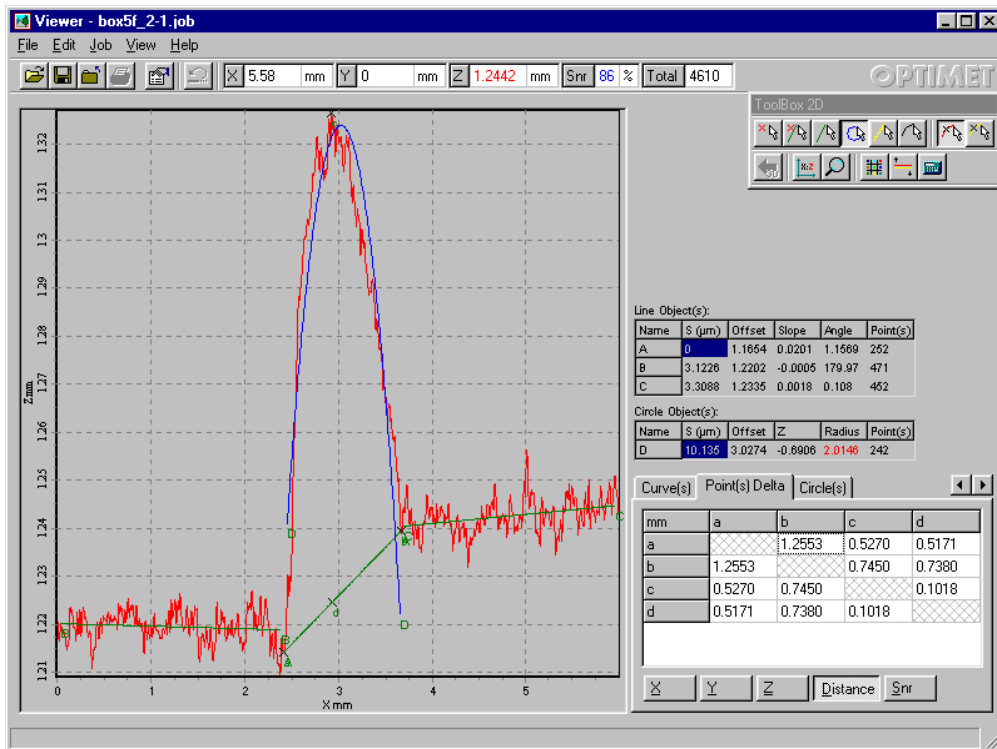 Viewer - box5f_2-1.job
File Edit Job View Help
X 5.58 mm Y 0 mm Z 1.2442 mm Snr 86 % Total 4610
OPTIMET
ToolBox 2D
Line Object(s):
Name S (µm) Offset Slope Angle Point(s)
A 0 1.1654 0.0201 1.1569 252
B 3.1226 1.2202 -0.0005 179.97 471
C 3.3088 1.2335 0.0018 0.108 452
Circle Object(s):
Name S (µm) Offset Z Radius Point(s)
D 10.135 3.0274 -0.6906 2.0146 242
Curve(s) Point(s) Delta Circle(s)
mm a b c d
a 1.2553 0.5270 0.5171
b 1.2553 0.7450 0.7380
c 0.5270 0.7450 0.1018
d 0.5171 0.7380 0.1018
X Y Z Distance Snr
1.32
1.31
1.3
1.29
1.28
1.27
1.26
1.25
1.24
1.23
1.22
1.21
Z mm
0 1 2 3 4 5
X mm
D
C
B
B
d
D
A